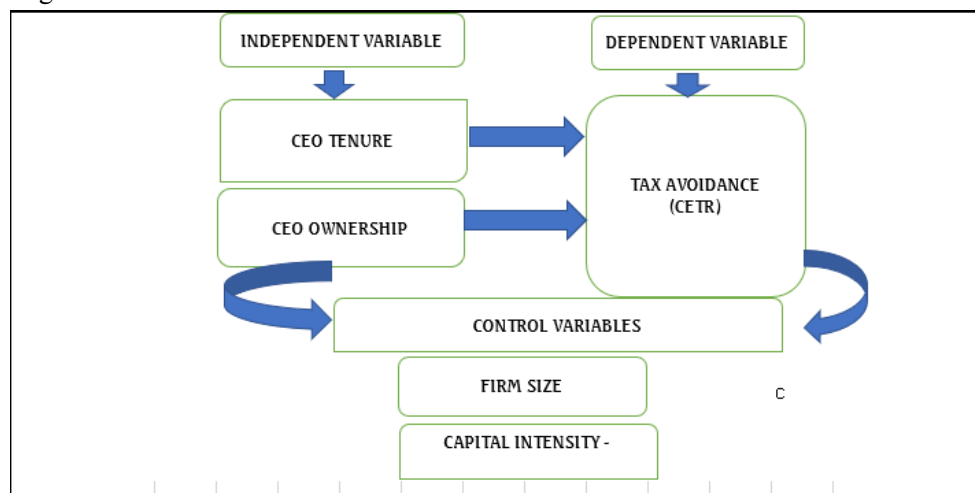 INDEPENDENT VARIABLE
DEPENDENT VARIABLE
CEO TENURE
CEO OWNERSHIP
TAX AVOIDANCE
(CETR)
CONTROL VARIABLES
FIRM SIZE
C
CAPITAL INTENSITY -